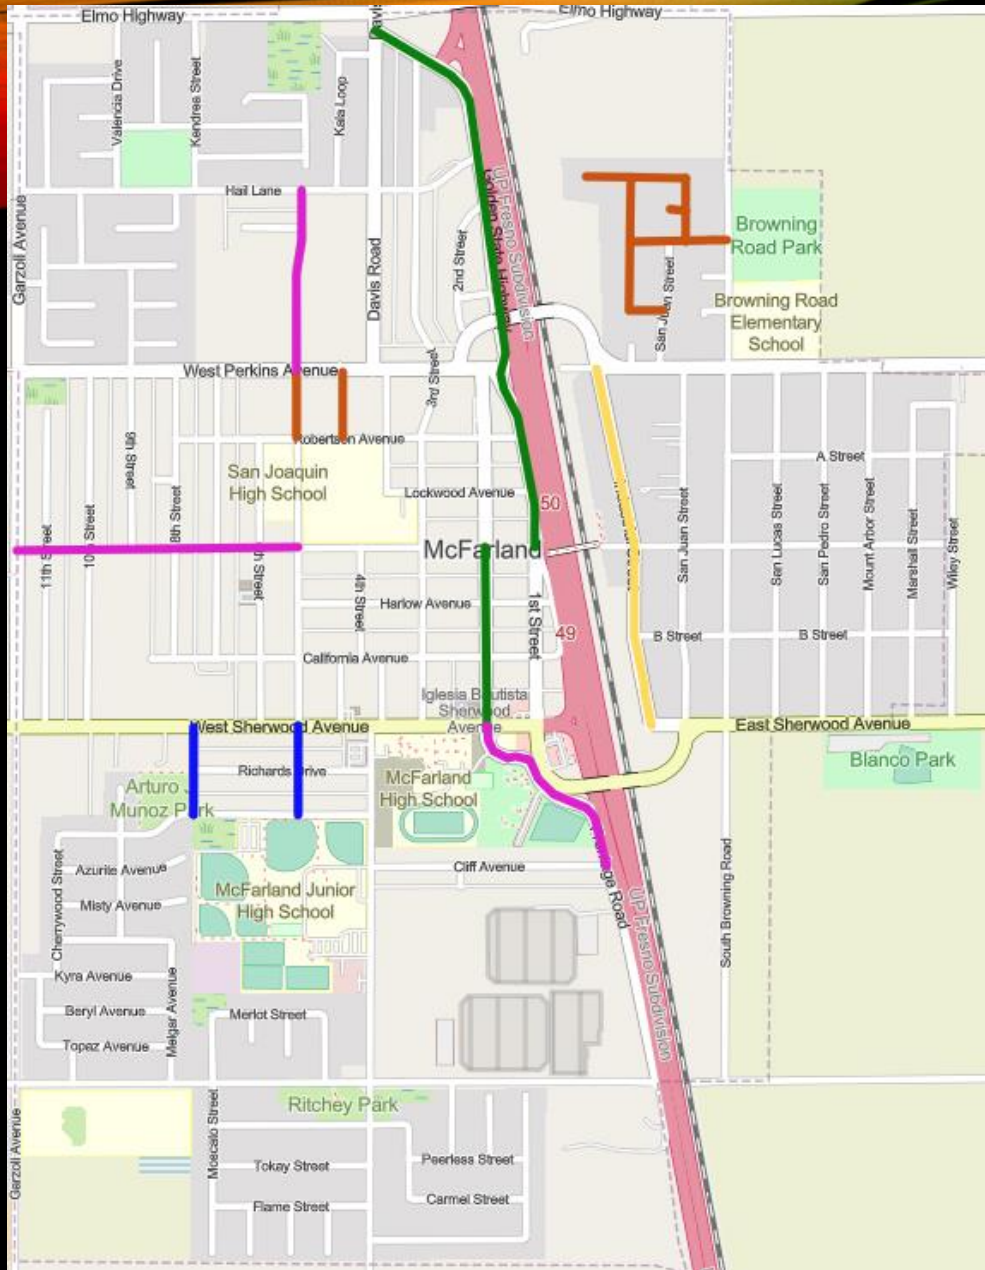 Elmo Highway
Davis
Elmo Highway
Valencia Drive
Kendrea Street
Kala Loop
UP Fresno Subdivision
Golden State Highway
Hail Lane
Garzoli Avenue
Davis Road
2nd Street
Browning
Road Park
San Juan Street
Browning Road
Elementary
School
West Perkins Avenue
3rd Street
9th Street
Robertson Avenue
San Joaquin
High School
A Street
Lockwood Avenue
50
8th Street
11th Street
10th Street
San Juan Street
San Lucas Street
San Pedro Street
Mount Arbor Street
Marshall Street
Wiley Street
McFarland
th Street
4th Street
Harlow Avenue
1st Street
49
B Street
B Street
California Avenue
Iglesia Bautista
Sherwood
Avenue
West Sherwood Avenue
East Sherwood Avenue
Richards Drive
Blanco Park
McFarland
High School
Arturo J
Munoz Park
Cherrywood Street
Azurite Avenue
Cliff Avenue
Road
South Browning Road
McFarland Junior
High School
Misty Avenue
UP Fresno Subdivision
Kyra Avenue
Melgar Avenue
Beryl Avenue
Merlot Street
Topaz Avenue
Garzoli Avenue
Moscato Street
Ritchey Park
Tokay Street
Peerless Street
Flame Street
Carmel Street